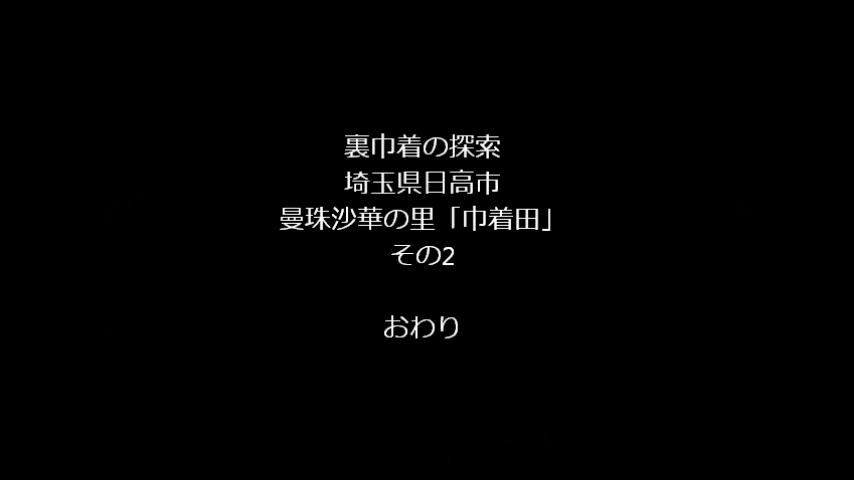 裏巾着の探索
埼玉県日高市
曼珠沙華の里「巾着田」
その2
おわり